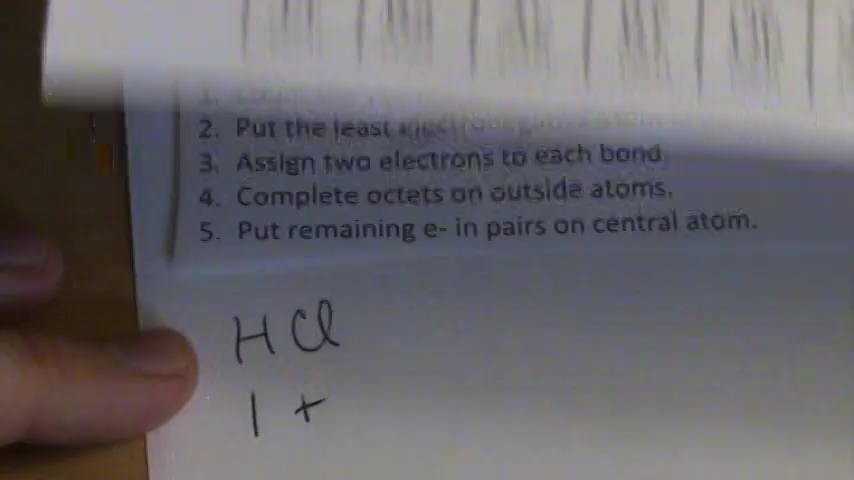 2. Put the least
3. Assign two electrons to each bond.
4. Complete octets on outside atoms.
5. Put remaining e- in pairs on central atom.
HCl
1 +